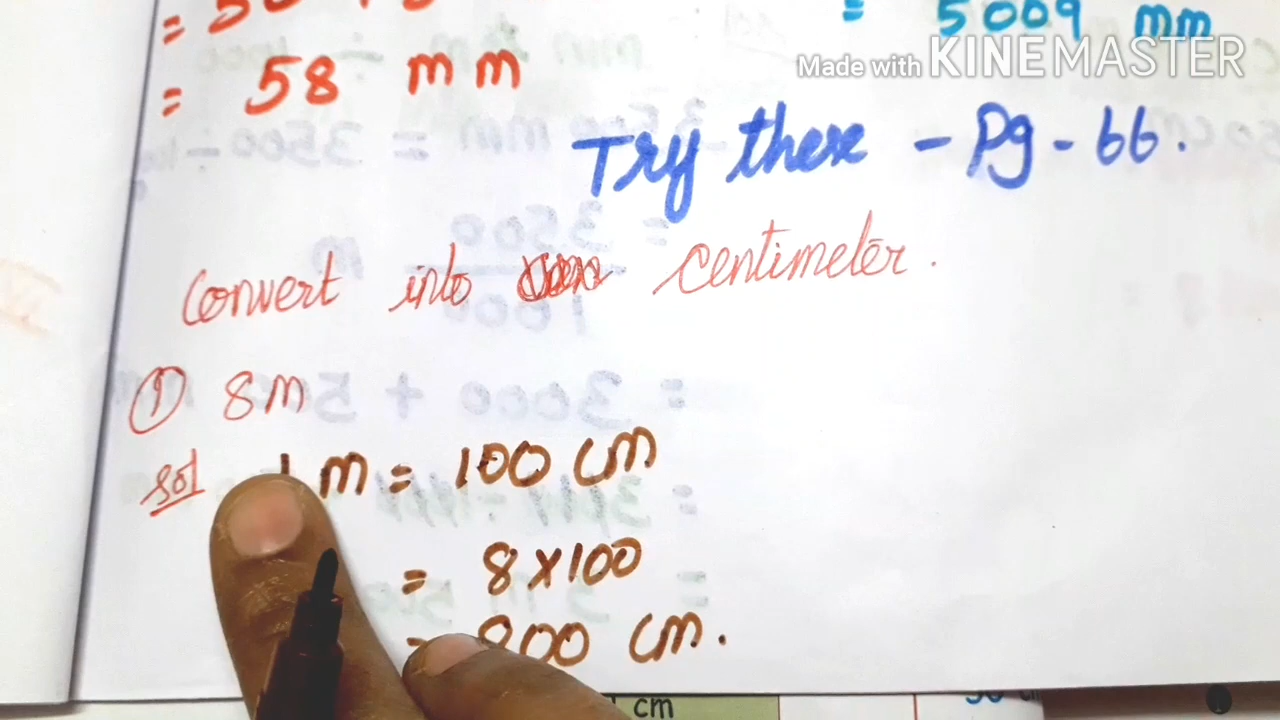 = 5009 mm
Made with KINEMASTER
= 58 mm
Try these - Pg - 66.
Convert into centimeter.
① 8m
Sol 1 m = 100 cm
= 8×100
= 800 cm.
cm